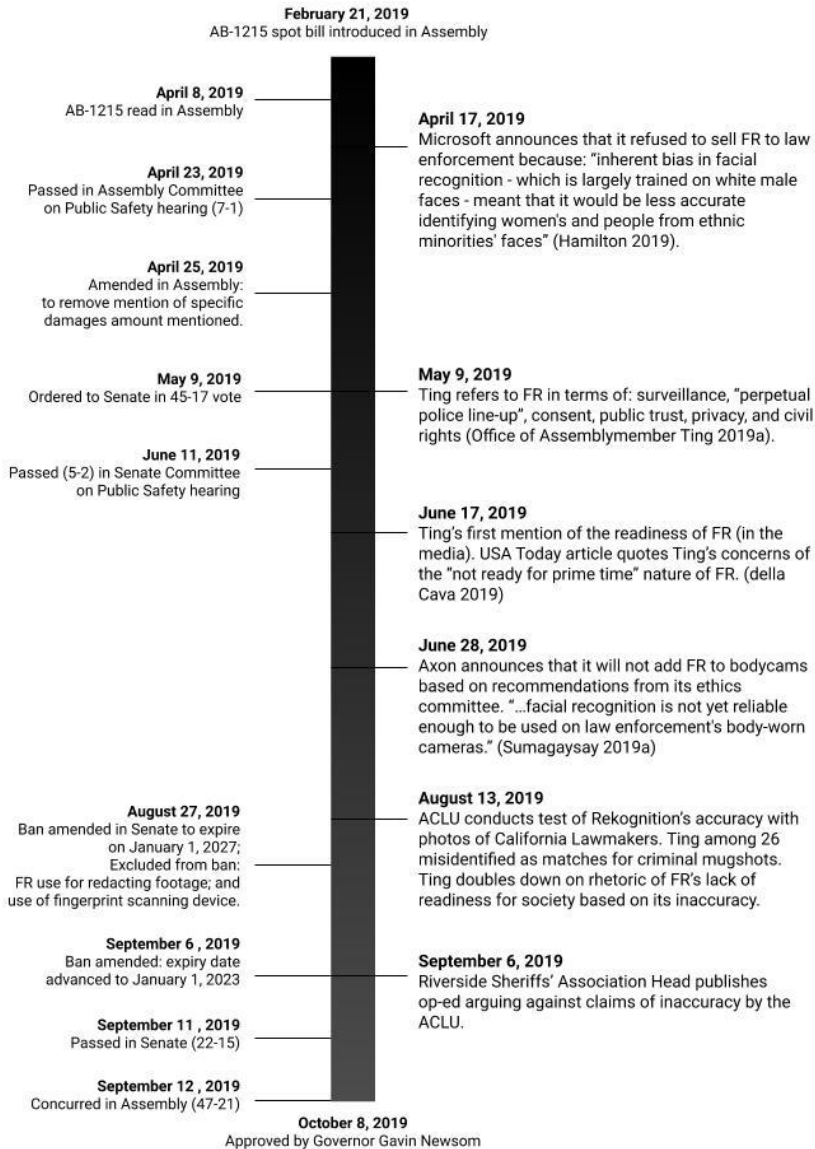 February 21, 2019
AB-1215 spot bill introduced in Assembly
April 8, 2019
AB-1215 read in Assembly
April 17, 2019
Microsoft announces that it refused to sell FR to law
enforcement because: “inherent bias in facial
recognition - which is largely trained on white male
faces - meant that it would be less accurate
identifying women's and people from ethnic
minorities' faces” (Hamilton 2019).
April 23, 2019
Passed in Assembly Committee
on Public Safety hearing (7-1)
April 25, 2019
Amended in Assembly:
to remove mention of specific
damages amount mentioned.
May 9, 2019
Ordered to Senate in 45-17 vote
May 9, 2019
Ting refers to FR in terms of: surveillance, “perpetual
police line-up”, consent, public trust, privacy, and civil
rights (Office of Assemblymember Ting 2019a).
June 11, 2019
Passed (5-2) in Senate Committee
on Public Safety hearing
June 17, 2019
Ting’s first mention of the readiness of FR (in the
media). USA Today article quotes Ting’s concerns of
the “not ready for prime time” nature of FR. (della
Cava 2019)
June 28, 2019
Axon announces that it will not add FR to bodycams
based on recommendations from its ethics
committee. “...facial recognition is not yet reliable
enough to be used on law enforcement's body-worn
cameras.” (Sumagaysay 2019a)
August 13, 2019
ACLU conducts test of Rekognition’s accuracy with
photos of California Lawmakers. Ting among 26
misidentified as matches for criminal mugshots.
Ting doubles down on rhetoric of FR’s lack of
readiness for society based on its inaccuracy.
August 27, 2019
Ban amended in Senate to expire
on January 1, 2027;
Excluded from ban:
FR use for redacting footage; and
use of fingerprint scanning device.
September 6 , 2019
Ban amended: expiry date
advanced to January 1, 2023
September 6, 2019
Riverside Sheriffs’ Association Head publishes
op-ed arguing against claims of inaccuracy by the
ACLU.
September 11 , 2019
Passed in Senate (22-15)
September 12 , 2019
Concurred in Assembly (47-21)
October 8, 2019
Approved by Governor Gavin Newsom